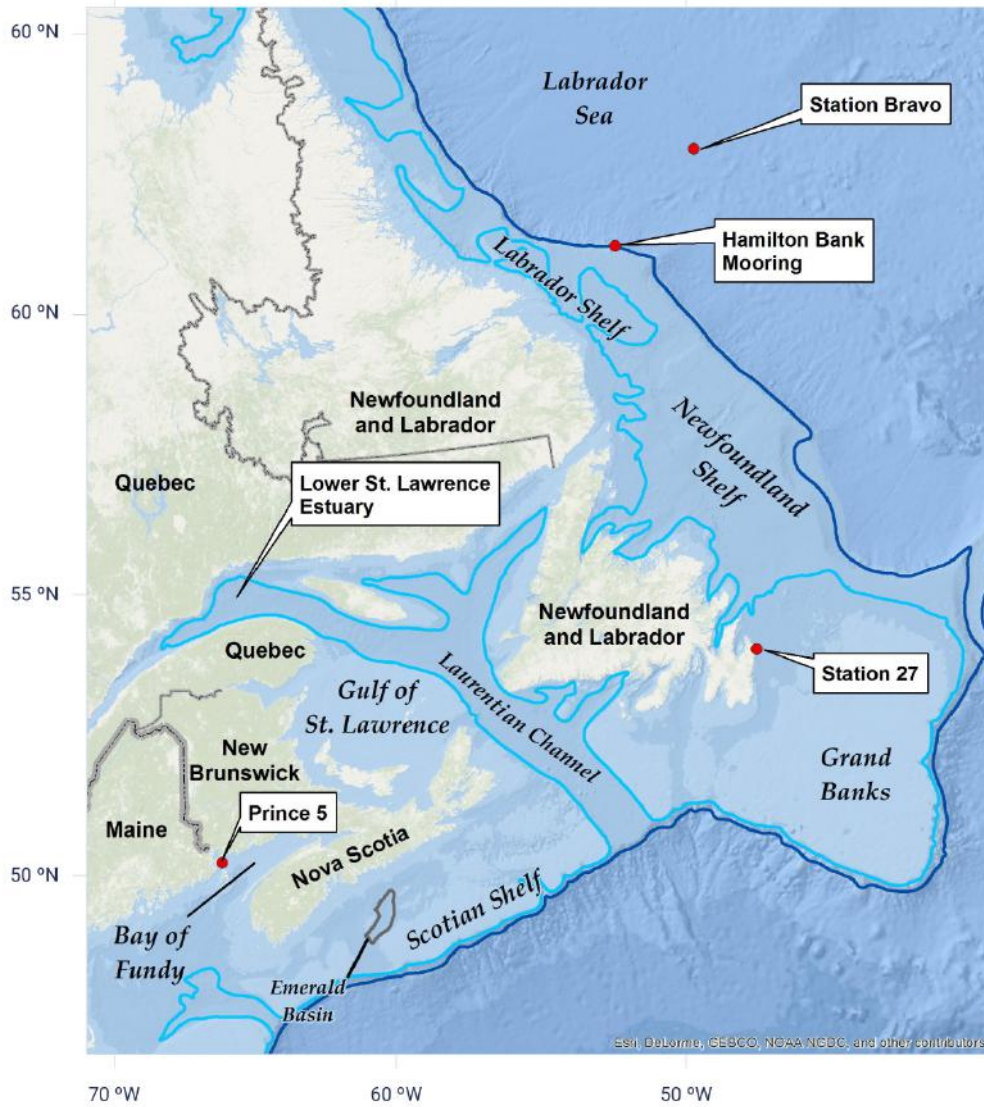 60 ºN
Labrador
Sea
Station Bravo
Hamilton Bank
Mooring
Labrador Shelf
60 ºN
Newfoundland
and Labrador
Newfoundland
Shelf
Quebec
Lower St. Lawrence
Estuary
55 ºN
Newfoundland
and Labrador
Quebec
Station 27
Gulf of
St. Lawrence
Laurentian Channel
New
Brunswick
Grand
Banks
Prince 5
Maine
Nova Scotia
50 ºN
Scotian Shelf
Bay of
Fundy
Emerald
Basin
Esri, DeLorme, GEBCO, NOAA NGDC, and other contributors
70 ºW
60 ºW
50 ºW